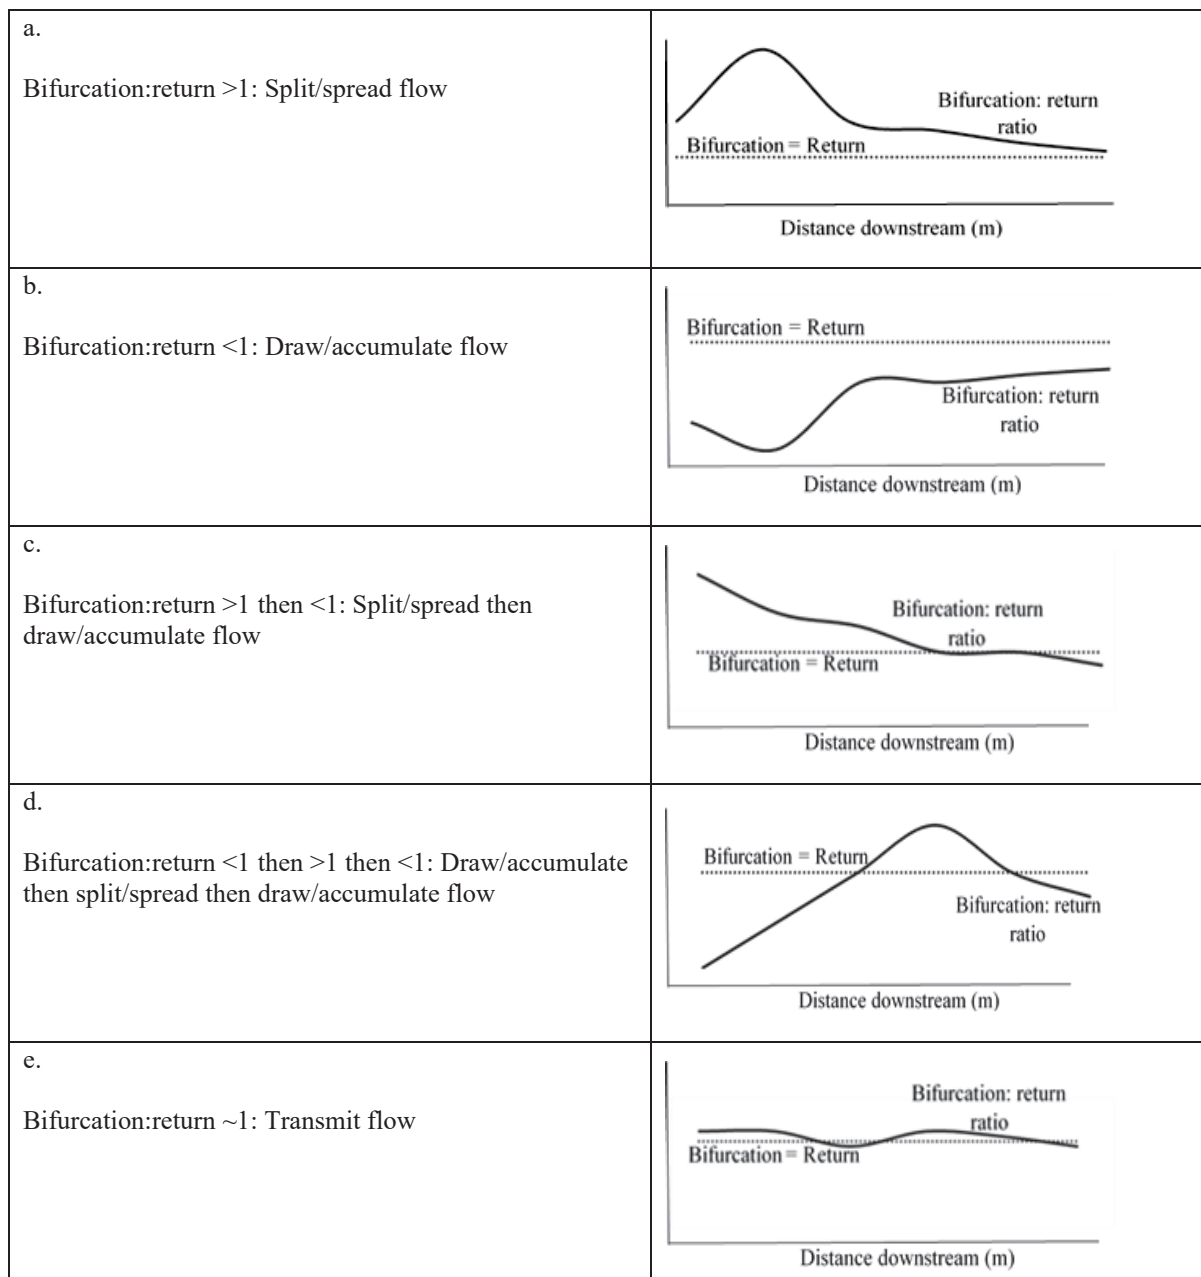 a.
Bifurcation:return >1: Split/spread flow
Bifurcation: return
ratio
Bifurcation = Return
Distance downstream (m)
b.
Bifurcation:return <1: Draw/accumulate flow
Bifurcation = Return
Bifurcation: return
ratio
Distance downstream (m)
c.
Bifurcation:return >1 then <1: Split/spread then
draw/accumulate flow
Bifurcation: return
ratio
Bifurcation = Return
Distance downstream (m)
d.
Bifurcation:return <1 then >1 then <1: Draw/accumulate
then split/spread then draw/accumulate flow
Bifurcation = Return
Bifurcation: return
ratio
Distance downstream (m)
e.
Bifurcation:return ~1: Transmit flow
Bifurcation: return
ratio
Bifurcation = Return
Distance downstream (m)